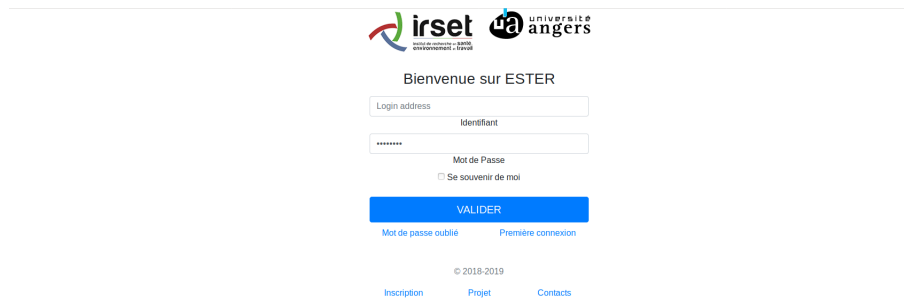 irset
institut de recherche en santé,
environnement et travail
ua
université
angers
Bienvenue sur ESTER
Login address
Identifiant
••••••••
Mot de Passe
Se souvenir de moi
VALIDER
Mot de passe oublié Première connexion
© 2018-2019
Inscription Projet Contacts